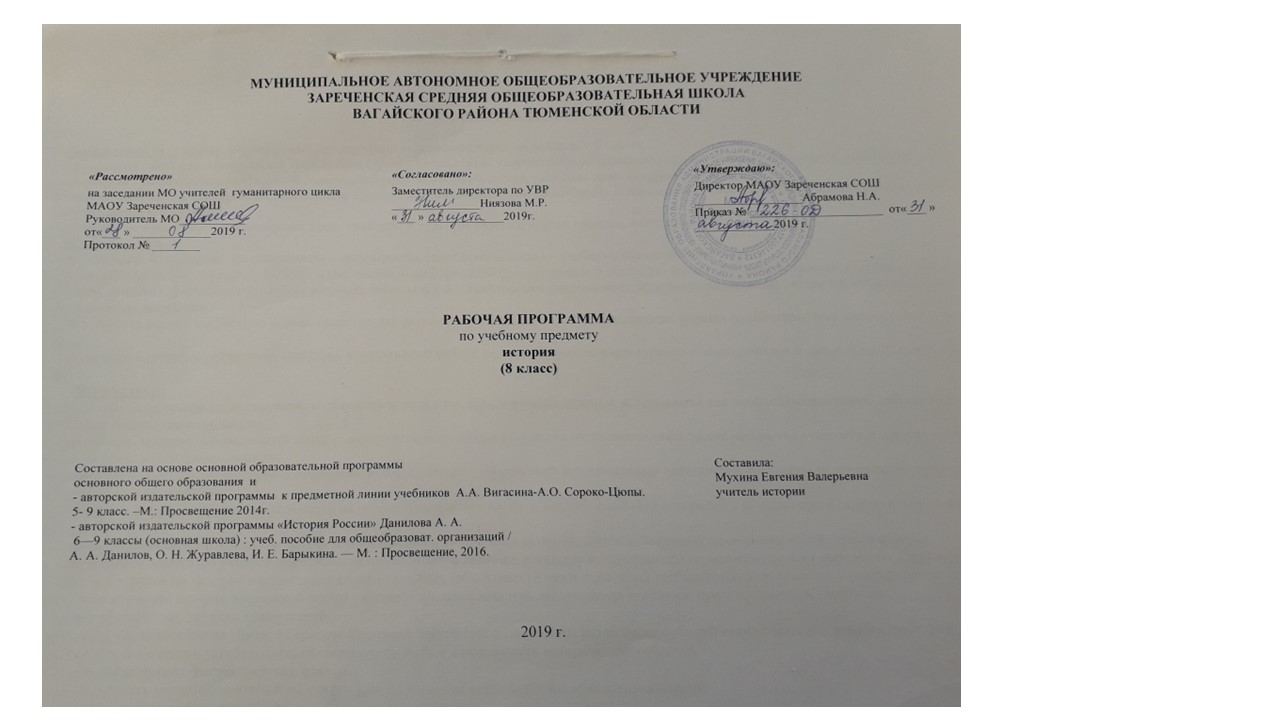 МУНИЦИПАЛЬНОЕ АВТОНОМНОЕ ОБЩЕОБРАЗОВАТЕЛЬНОЕ УЧРЕЖДЕНИЕ
ЗАРЕЧЕНСКАЯ СРЕДНЯЯ ОБЩЕОБРАЗОВАТЕЛЬНАЯ ШКОЛА
ВАГАЙСКОГО РАЙОНА ТЮМЕНСКОЙ ОБЛАСТИ
«Рассмотрено»
на заседании МО учителей гуманитарного цикла
МАОУ Зареченская СОШ
Руководитель МО
от« 28 » 08 2019 г.
Протокол № 1
«Согласовано»:
Заместитель директора по УВР
Ниязова М.Р.
« 31 » августа 2019г.
«Утверждаю»:
Директор МАОУ Зареченская СОШ
Абрамова Н.А.
Приказ № 226-ОД от« 31 »
августа 2019 г.
РАБОЧАЯ ПРОГРАММА
по учебному предмету
история
(8 класс)
Составлена на основе основной образовательной программы
основного общего образования и
- авторской издательской программы к предметной линии учебников А.А. Вигасина-А.О. Сороко-Цюпы.
5- 9 класс. –М.: Просвещение 2014г.
- авторской издательской программы «История России» Данилова А. А.
6—9 классы (основная школа) : учеб. пособие для общеобразоват. организаций /
А. А. Данилов, О. Н. Журавлева, И. Е. Барыкина. — М. : Просвещение, 2016.
Составила:
Мухина Евгения Валерьевна
учитель истории
2019 г.